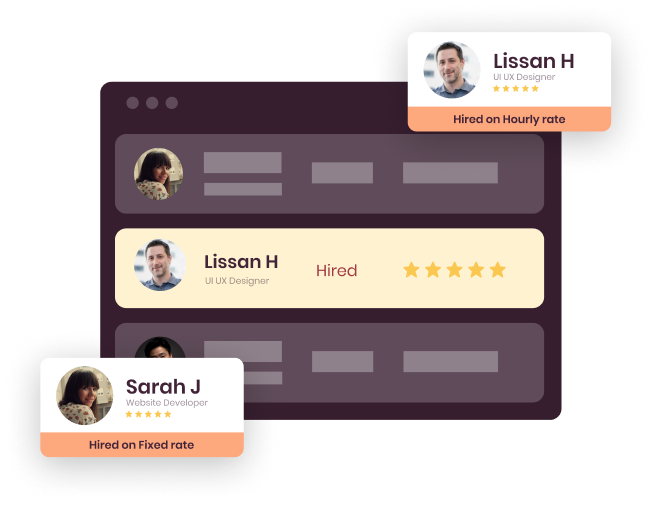 Lissan H
UI UX Designer
Hired on Hourly rate
Lissan H
UI UX Designer
Hired
Sarah J
Website Developer
Hired on Fixed rate